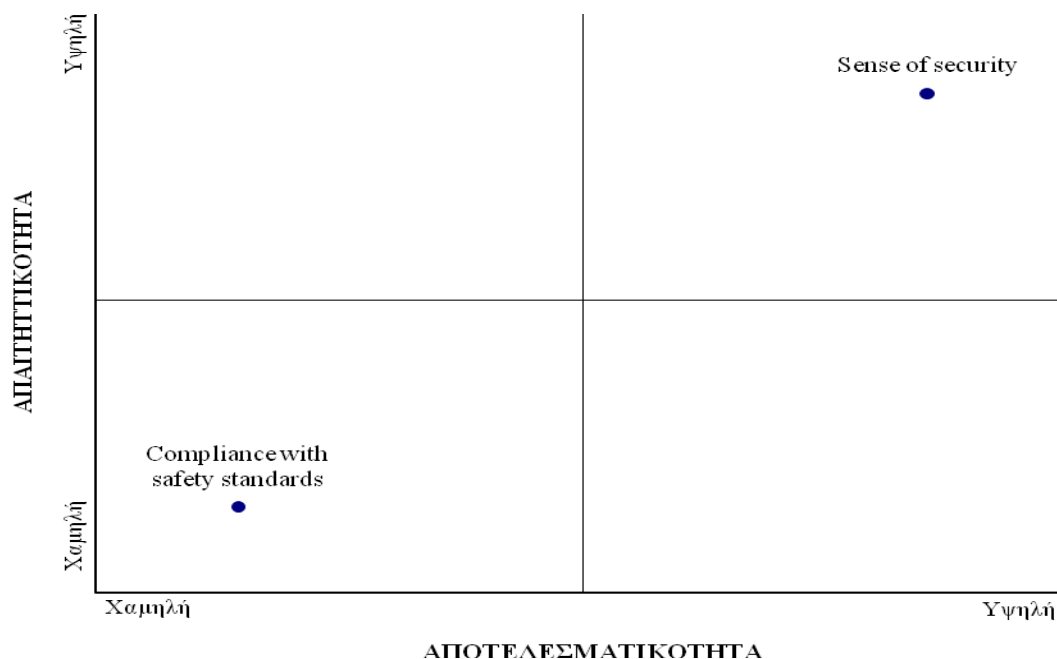 Υψηλή
Sense of security
ΑΠΑΙΤΗΤΙΚΟΤΗΤΑ
Compliance with
safety standards
Χαμηλή
Χαμηλή
Υψηλή
ΑΠΟΤΕΛΕΣΜΑΤΙΚΟΤΗΤΑ